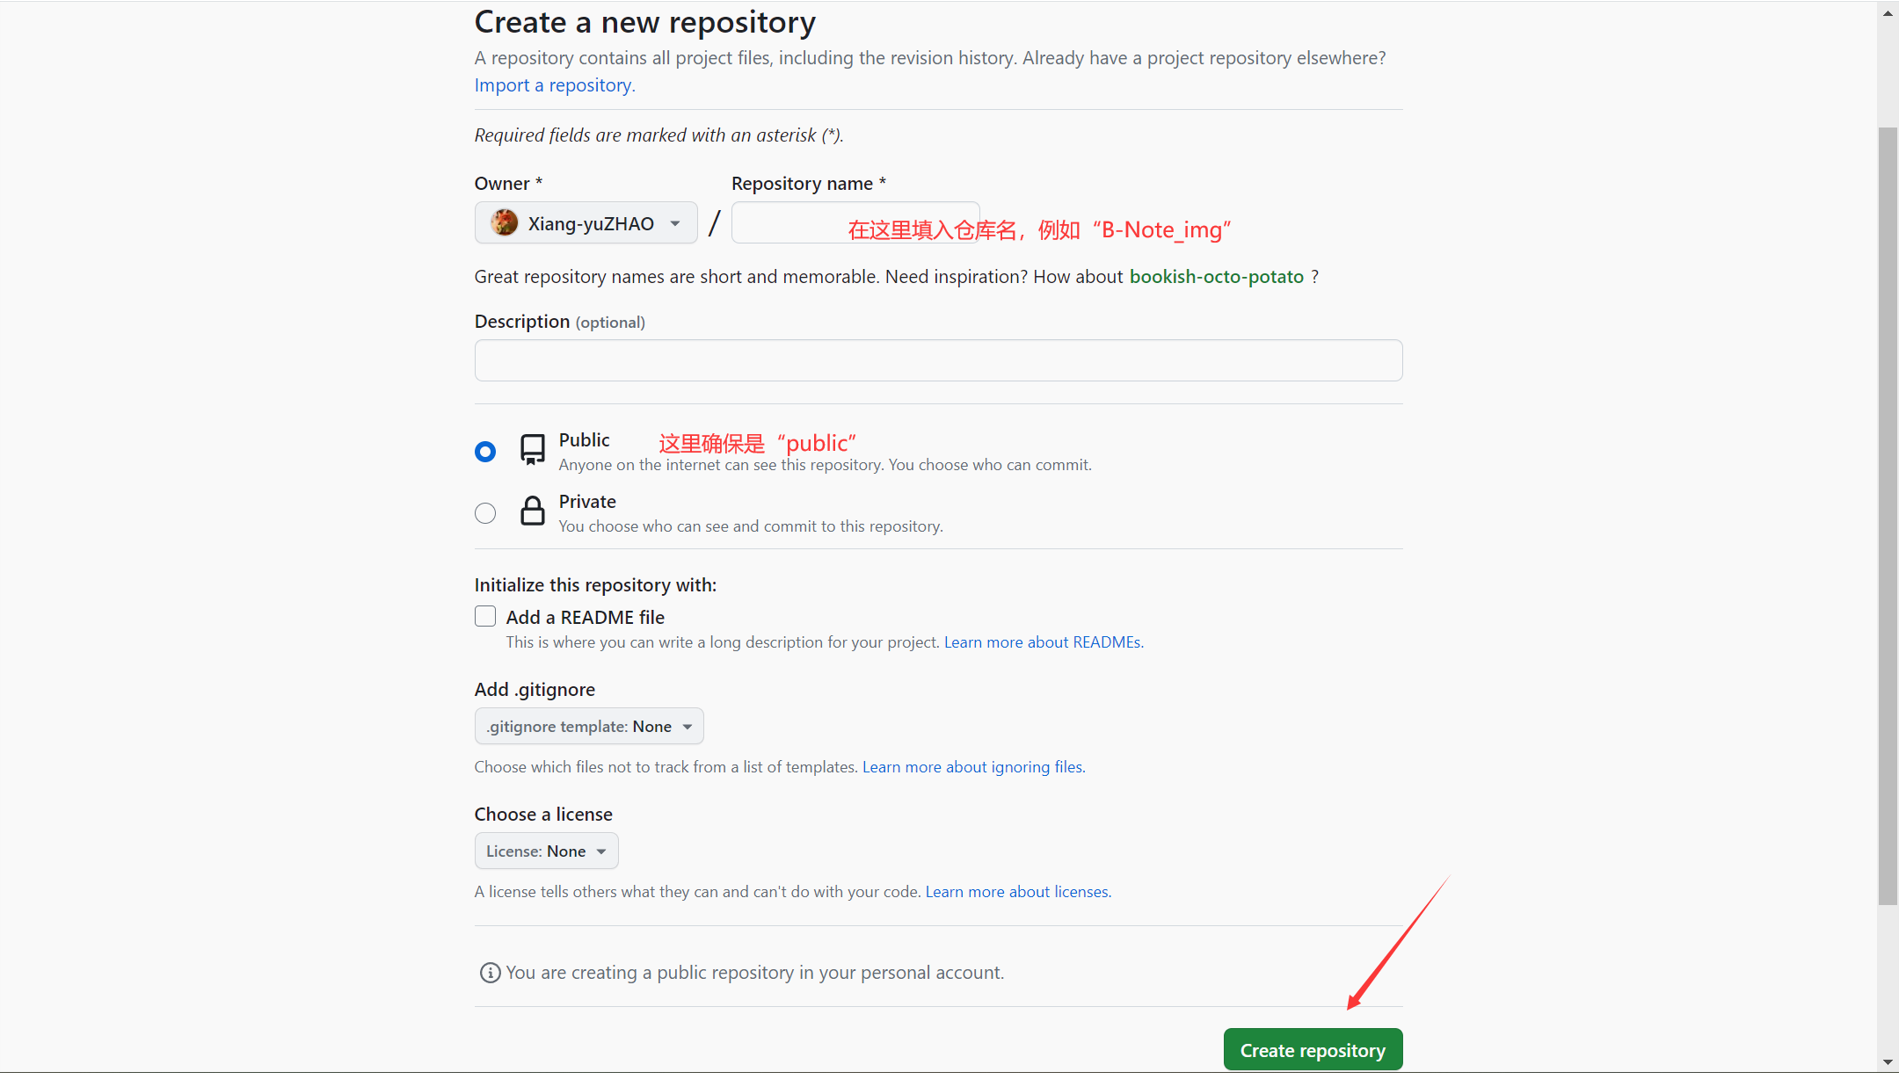 Create a new repository
A repository contains all project files, including the revision history. Already have a project repository elsewhere?
Import a repository.
Required fields are marked with an asterisk (*).
Owner * Repository name *
Xiang-yuZHAO / 在这里填入仓库名，例如“B-Note_img”
Great repository names are short and memorable. Need inspiration? How about bookish-octo-potato ?
Description (optional)
Public 这里确保是“public”
Anyone on the internet can see this repository. You choose who can commit.
Private
You choose who can see and commit to this repository.
Initialize this repository with:
Add a README file
This is where you can write a long description for your project. Learn more about READMEs.
Add .gitignore
.gitignore template: None
Choose which files not to track from a list of templates. Learn more about ignoring files.
Choose a license
License: None
A license tells others what they can and can't do with your code. Learn more about licenses.
You are creating a public repository in your personal account.
Create repository